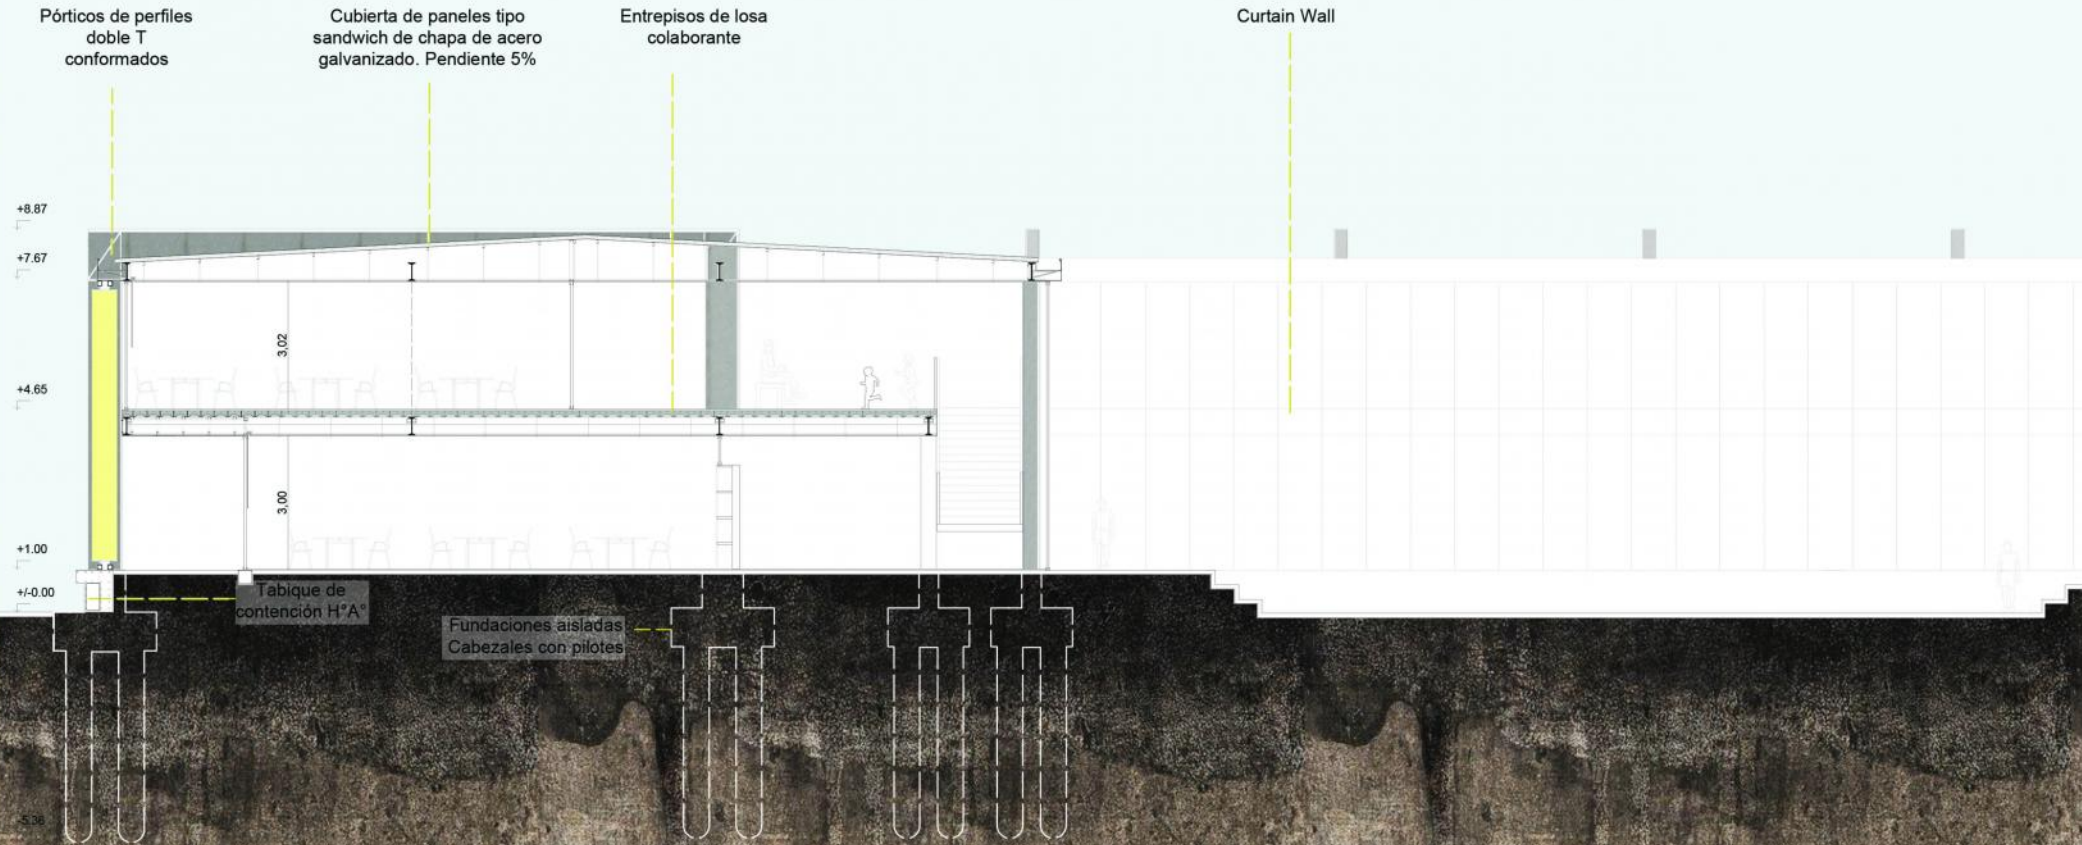 Pórticos de perfiles
doble T
conformados
Cubierta de paneles tipo
sandwich de chapa de acero
galvanizado. Pendiente 5%
Entrepisos de losa
colaborante
Curtain Wall
+8.87
+7.67
3,02
+4.65
3,00
+1.00
+/-0.00
Tabique de
contención H°A°
Fundaciones aisladas
Cabezales con pilotes
-5.36